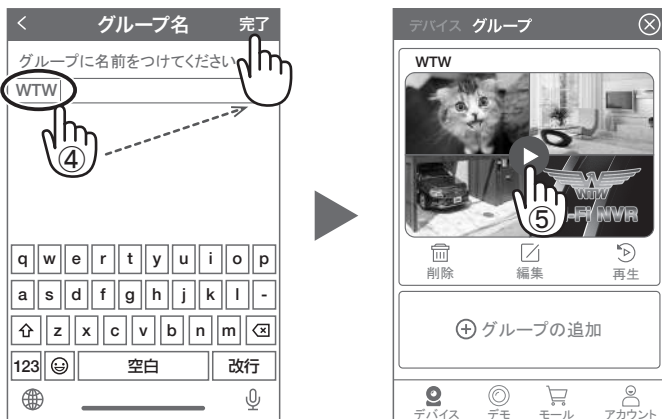 グループ名
完了
グループに名前をつけてください
WTW
④
q w e r t y u i o p
a s d f g h j k l -
z x c v b n m
123 空白 改行
デバイス グループ
WTW
WTW
-Fi NVR
⑤
削除 編集 再生
グループの追加
デバイス デモ モール アカウント